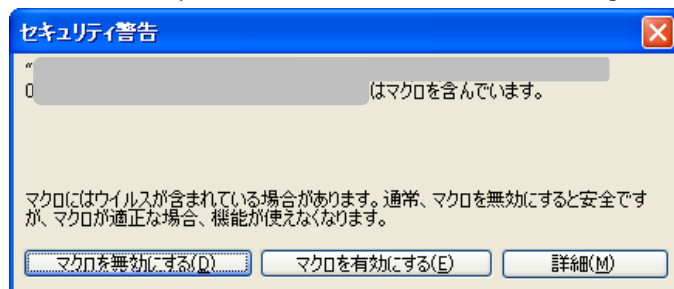 セキュリティ警告
"
0 はマクロを含んでいます。
マクロにはウイルスが含まれている場合があります。通常、マクロを無効にすると安全です
が、マクロが適正な場合、機能が使えなくなります。
マクロを無効にする(D) マクロを有効にする(E) 詳細(M)